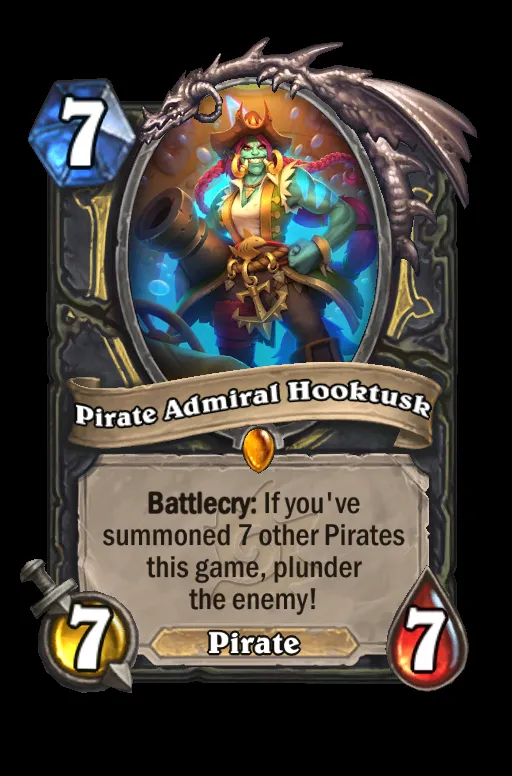 7
Pirate Admiral Hooktusk
Battlecry: If you've
summoned 7 other Pirates
this game, plunder
the enemy!
7
Pirate
7